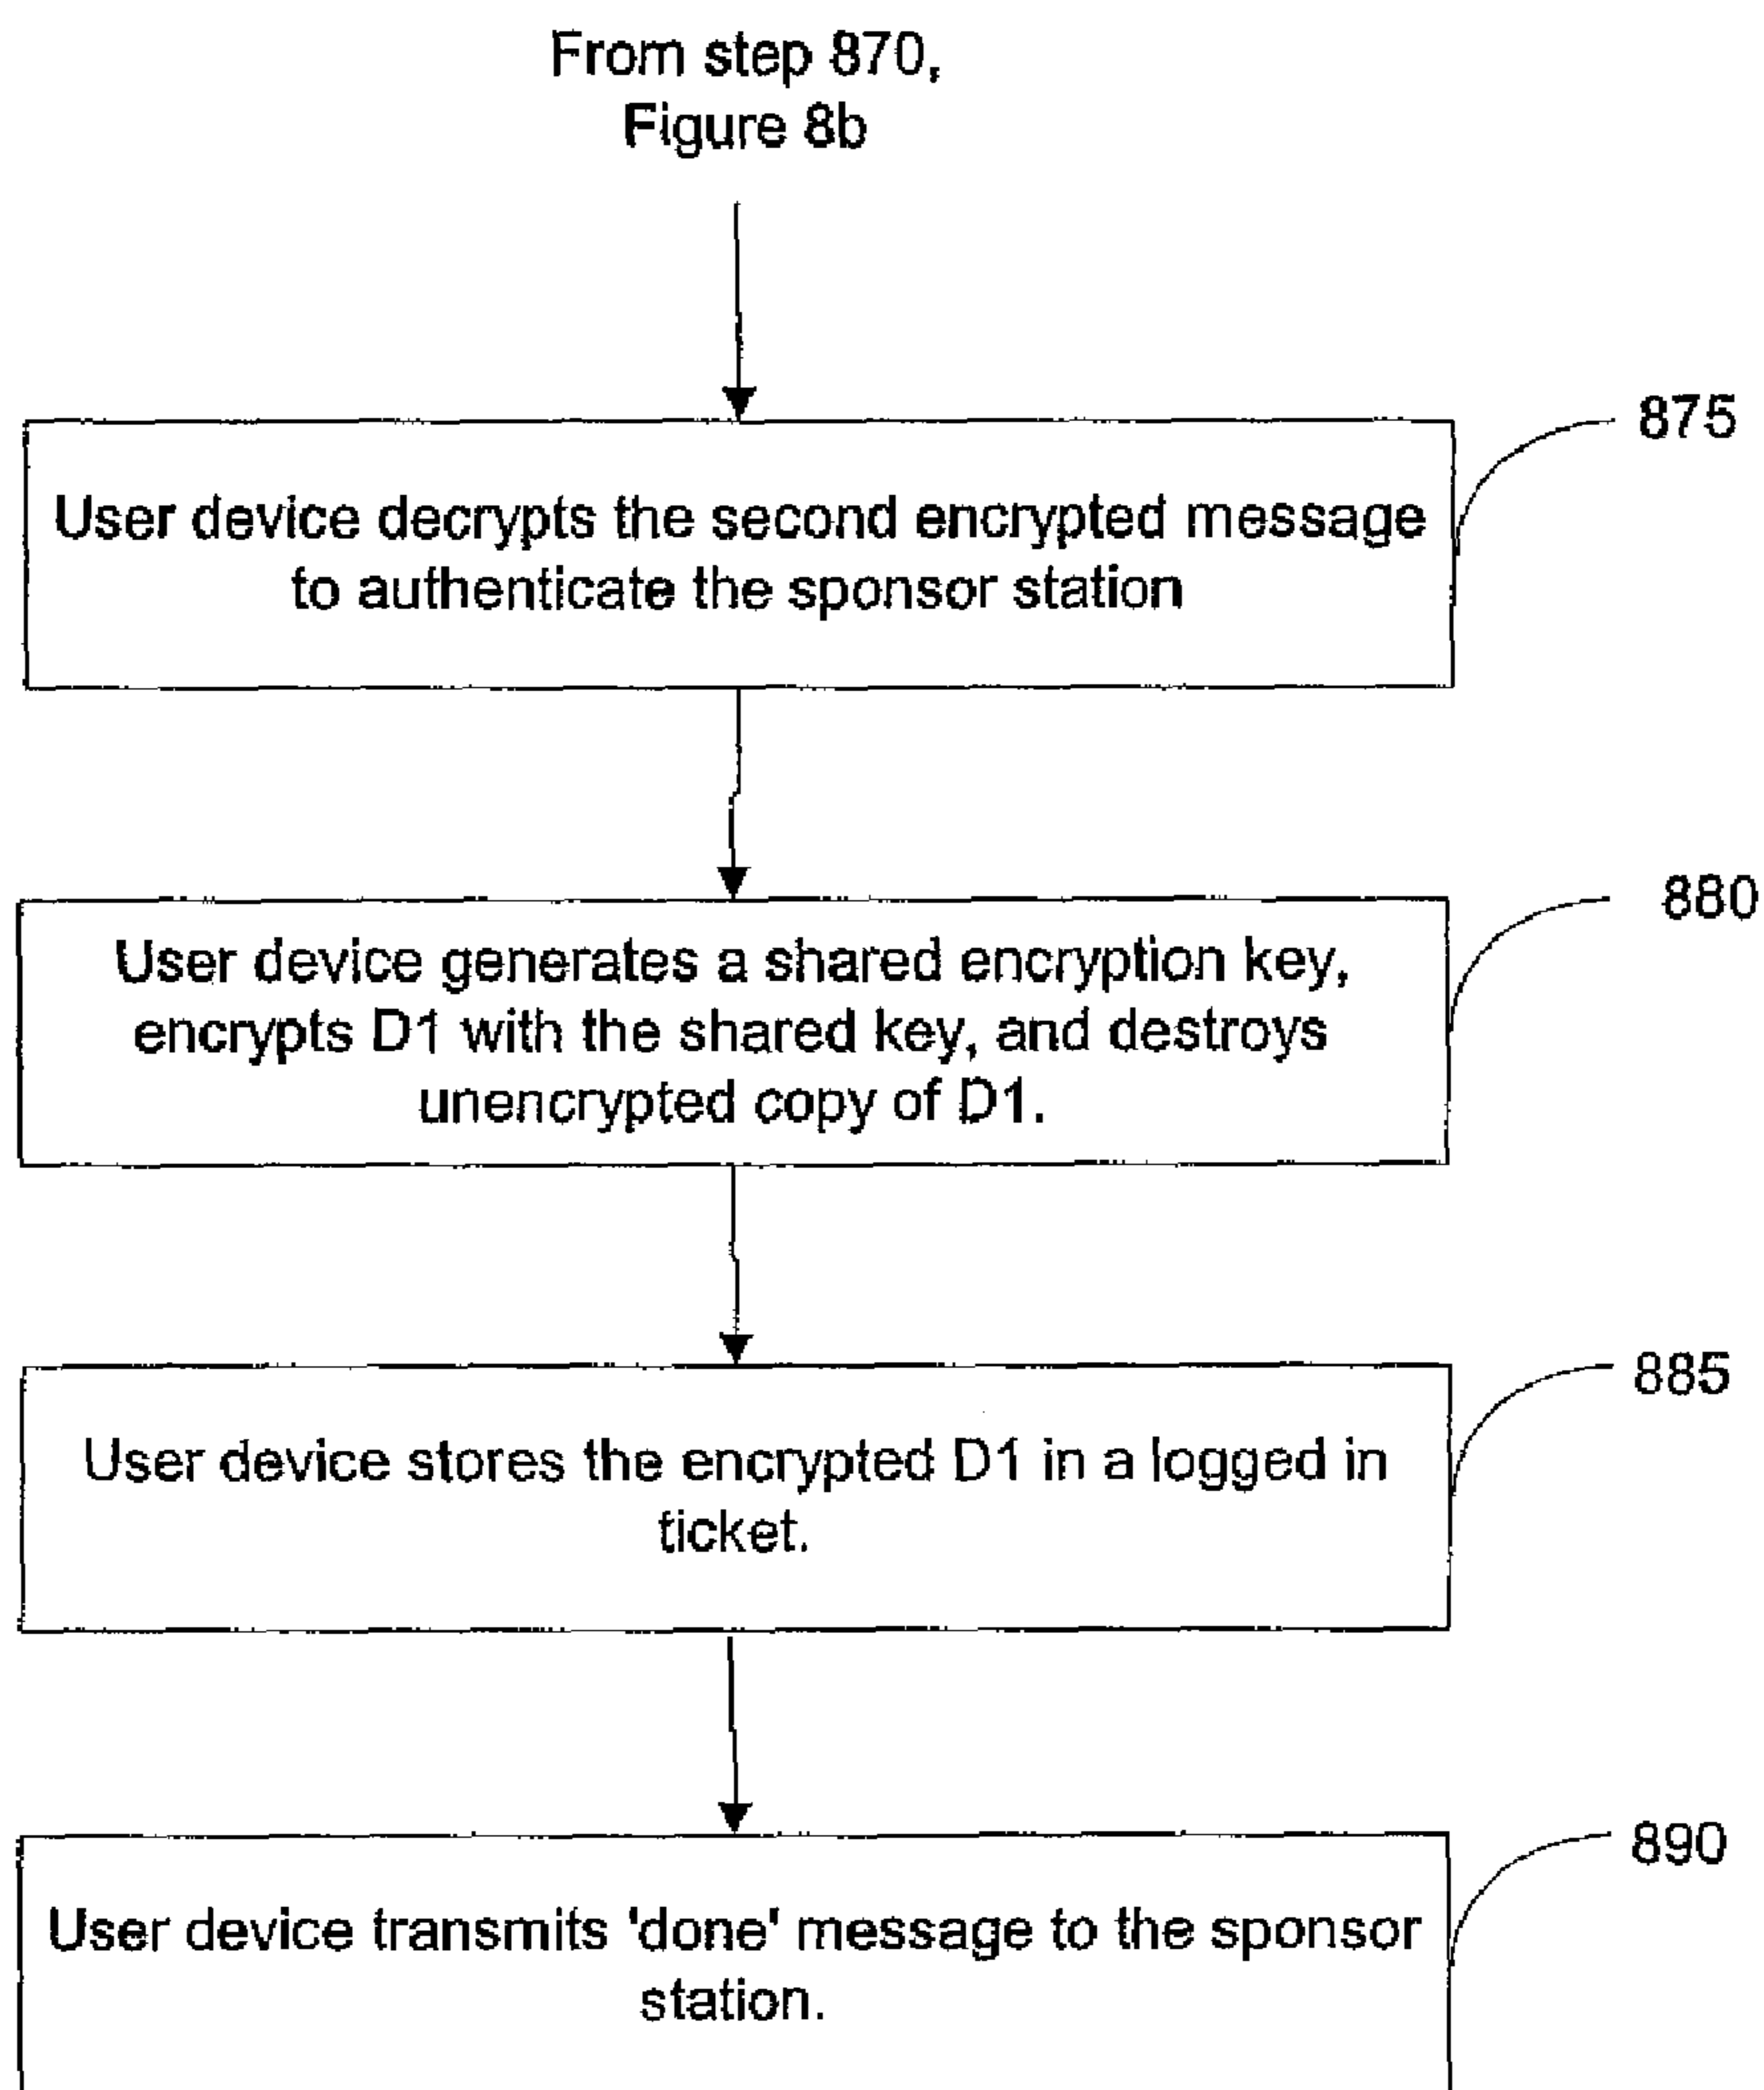 From step 870,
Figure 8b
875
User device decrypts the second encrypted message
to authenticate the sponsor station
880
User device generates a shared encryption key,
encrypts D1 with the shared key, and destroys
unencrypted copy of D1.
885
User device stores the encrypted D1 in a logged in
ticket.
890
User device transmits 'done' message to the sponsor
station.